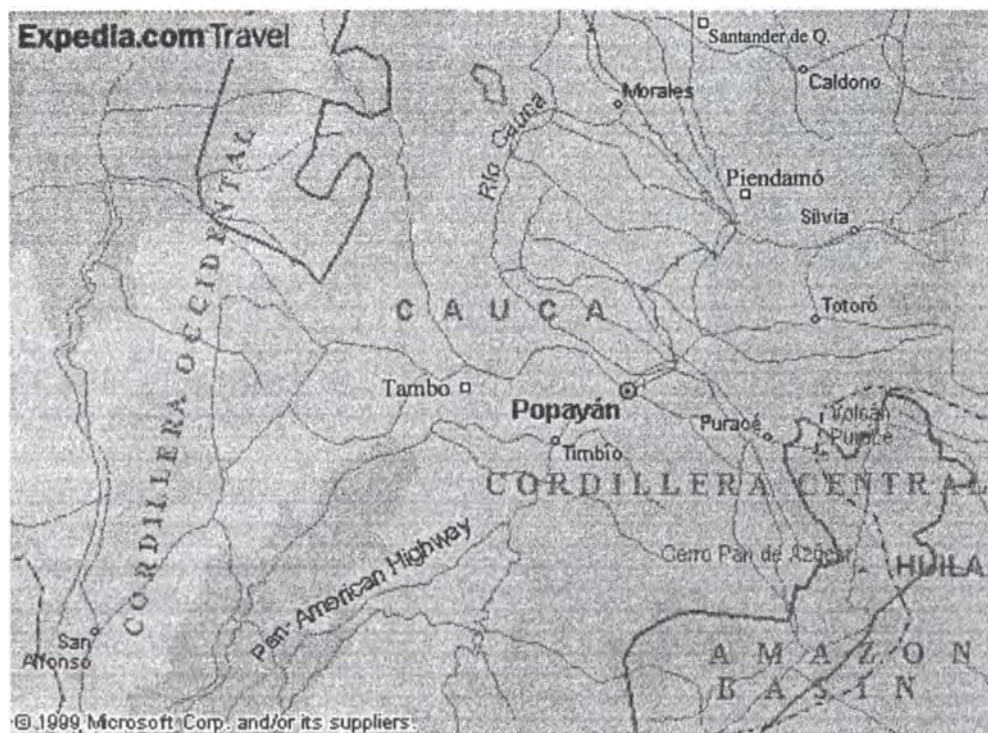 Expedia.com Travel
Santander de Q.
Caldono
Morales
Río Cauca
Piendamó
Silvia
CORDILLERA OCCIDENTAL
CAUCA
Totoró
Tambo
Popayán
Puracé
Volcán
Puracé
Timbío
CORDILLERA CENTRAL
Pan-American Highway
Cerro Pan de Azúcar
HUILA
San
Alfonso
AMAZON
BASIN
© 1999 Microsoft Corp. and/or its suppliers.